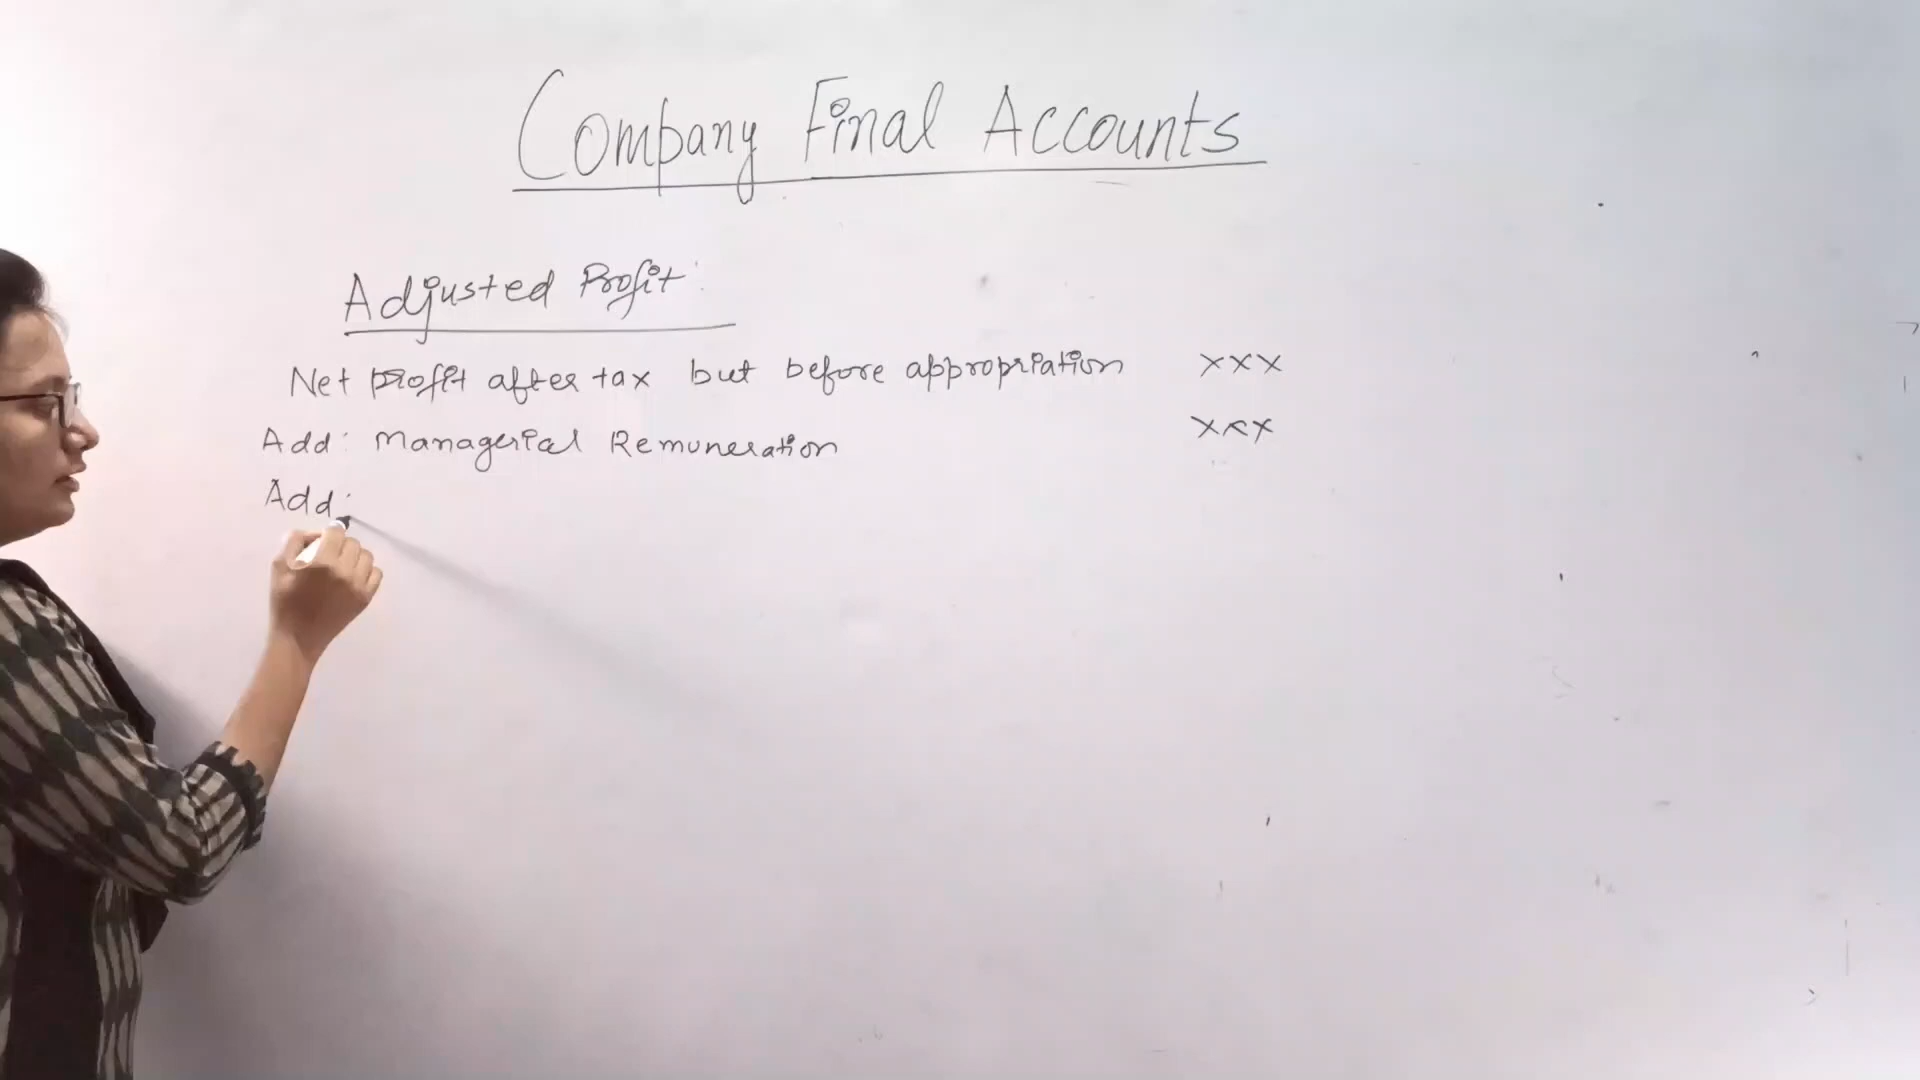 Company Final Accounts
Adjusted Profit:
Net profit after tax but before appropriation xxx
Add: Managerial Remuneration xxx
Add: